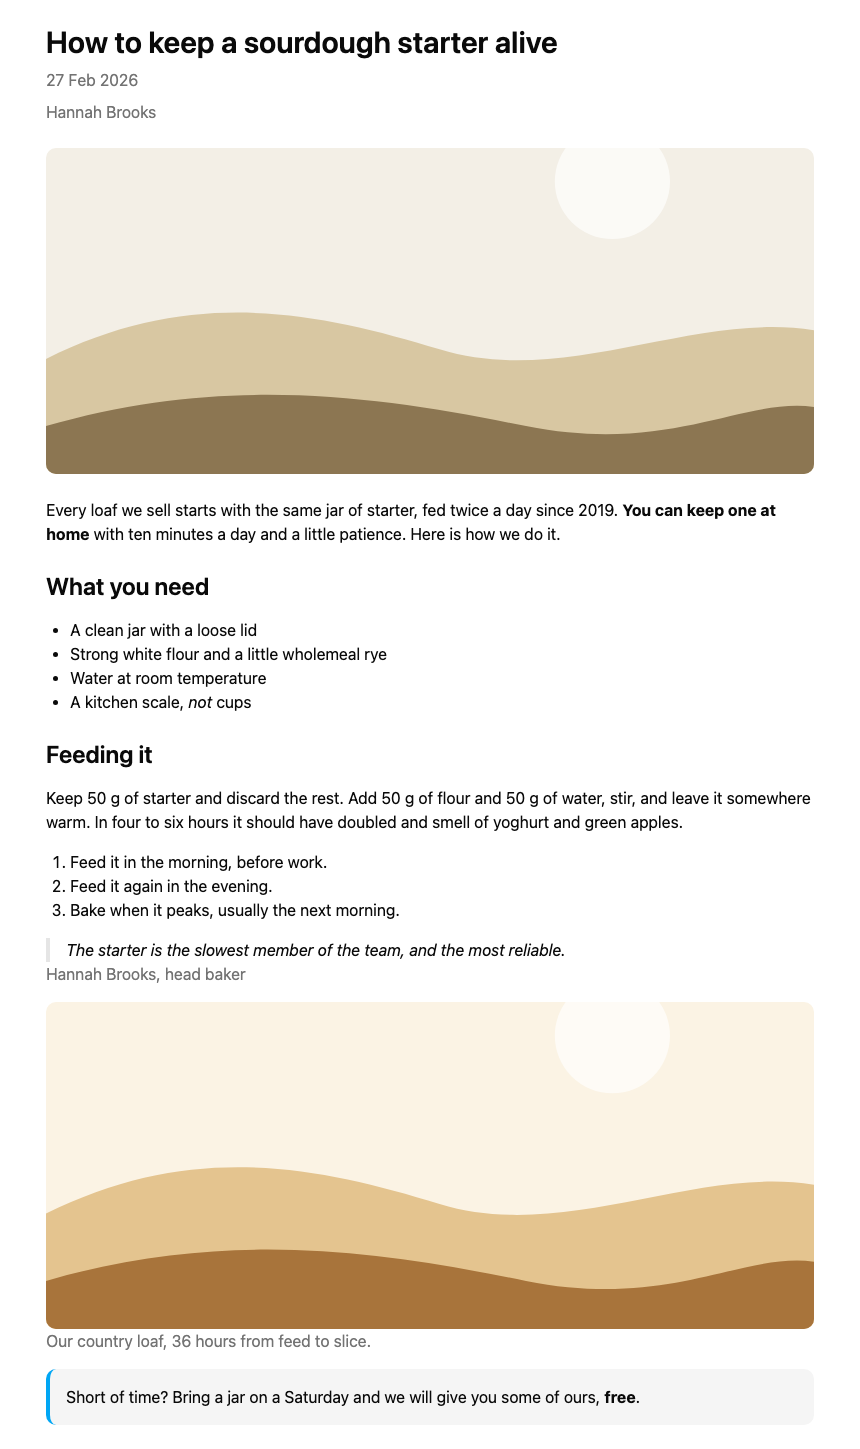 How to keep a sourdough starter alive
27 Feb 2026
Hannah Brooks
Every loaf we sell starts with the same jar of starter, fed twice a day since 2019. You can keep one at
home with ten minutes a day and a little patience. Here is how we do it.
What you need
• A clean jar with a loose lid
• Strong white flour and a little wholemeal rye
• Water at room temperature
• A kitchen scale, not cups
Feeding it
Keep 50 g of starter and discard the rest. Add 50 g of flour and 50 g of water, stir, and leave it somewhere
warm. In four to six hours it should have doubled and smell of yoghurt and green apples.
1. Feed it in the morning, before work.
2. Feed it again in the evening.
3. Bake when it peaks, usually the next morning.
The starter is the slowest member of the team, and the most reliable.
Hannah Brooks, head baker
Our country loaf, 36 hours from feed to slice.
Short of time? Bring a jar on a Saturday and we will give you some of ours, free.